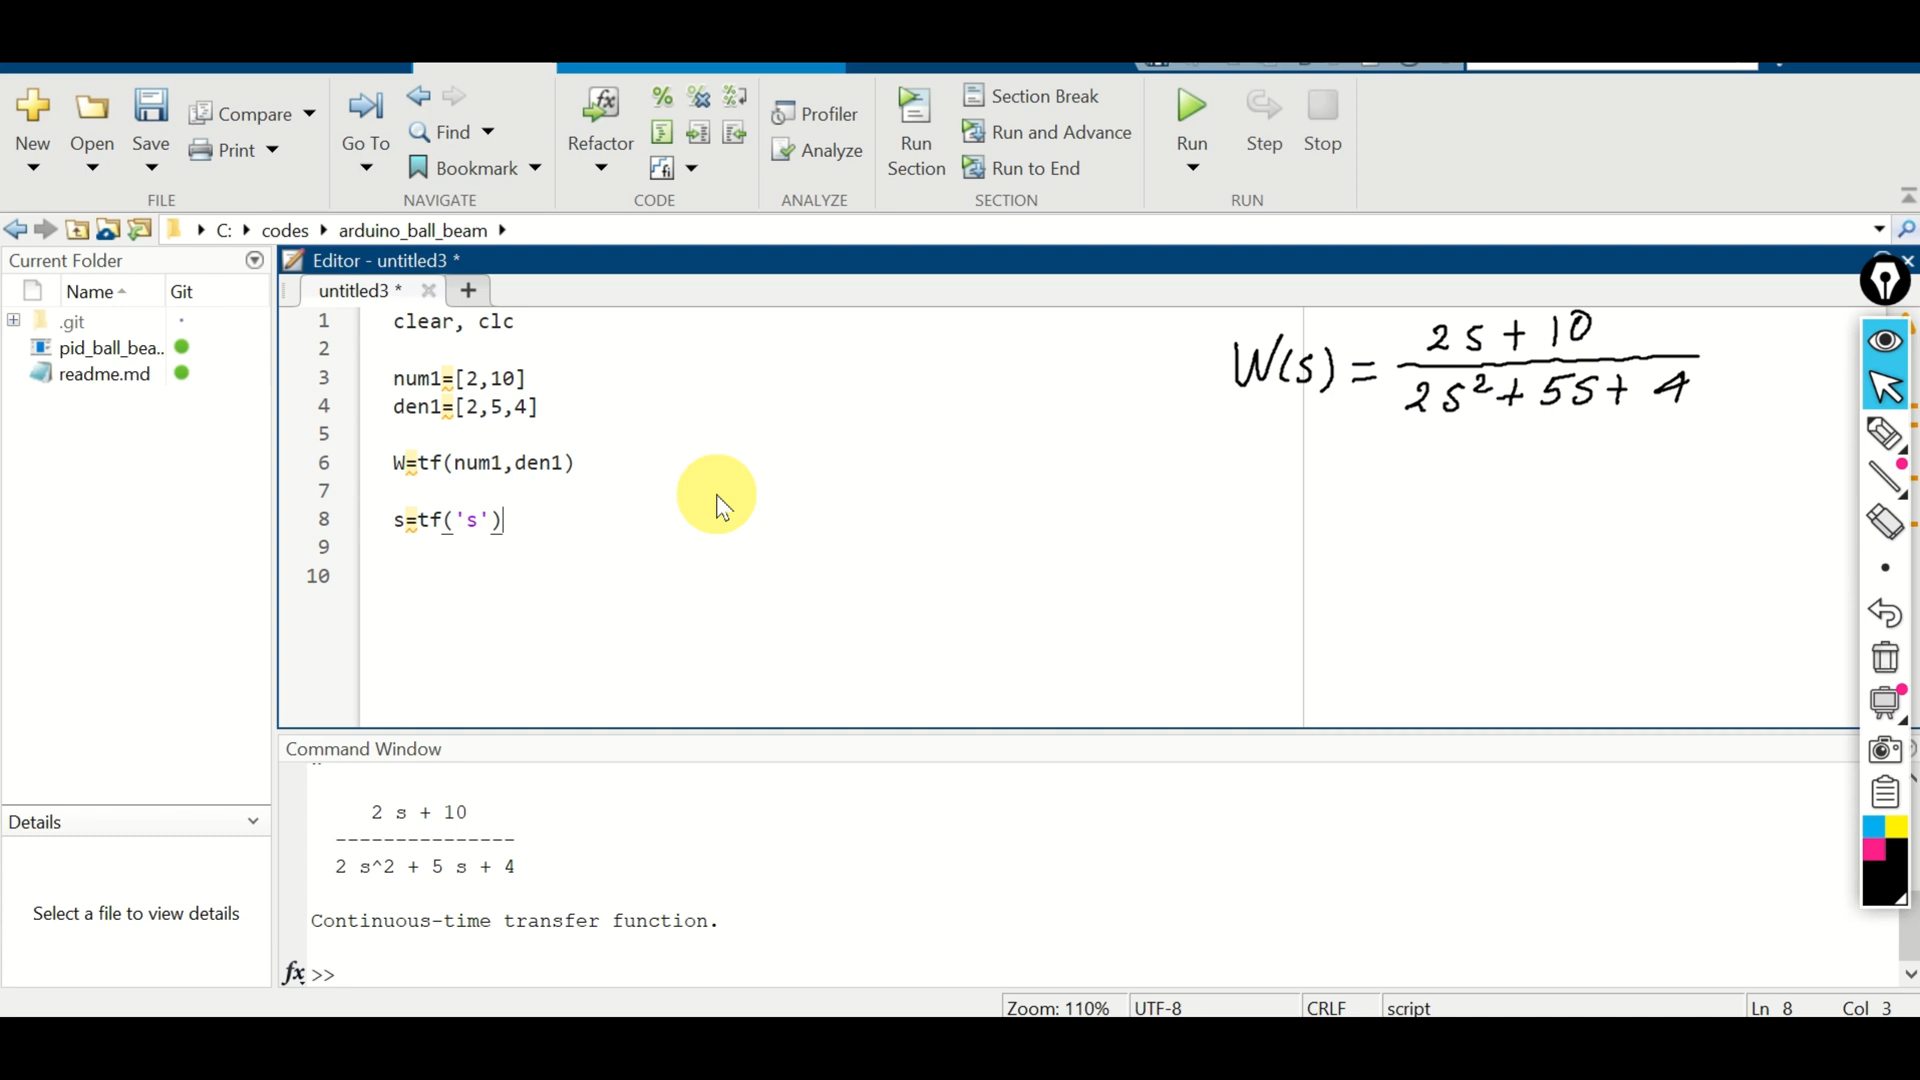 New
Open
Save
Compare
Print
FILE
Go To
Find
Bookmark
NAVIGATE
Refactor
CODE
Profiler
Analyze
ANALYZE
Run
Section
Section Break
Run and Advance
Run to End
SECTION
Run
Step
Stop
RUN
C: codes arduino_ball_beam
Current Folder
Name
Git
.git
pid_ball_bea..
readme.md
Editor - untitled3 *
untitled3 *
1 clear, clc
2
3 num1=[2,10]
4 den1=[2,5,4]
5
6 W=tf(num1,den1)
7
8 s=tf('s')
9
10
W(s) = 2s+10
2s²+5s+4
Details
Select a file to view details
Command Window
2 s + 10
---------------
2 s^2 + 5 s + 4
Continuous-time transfer function.
fx >>
Zoom: 110% UTF-8 CRLF script Ln 8 Col 3